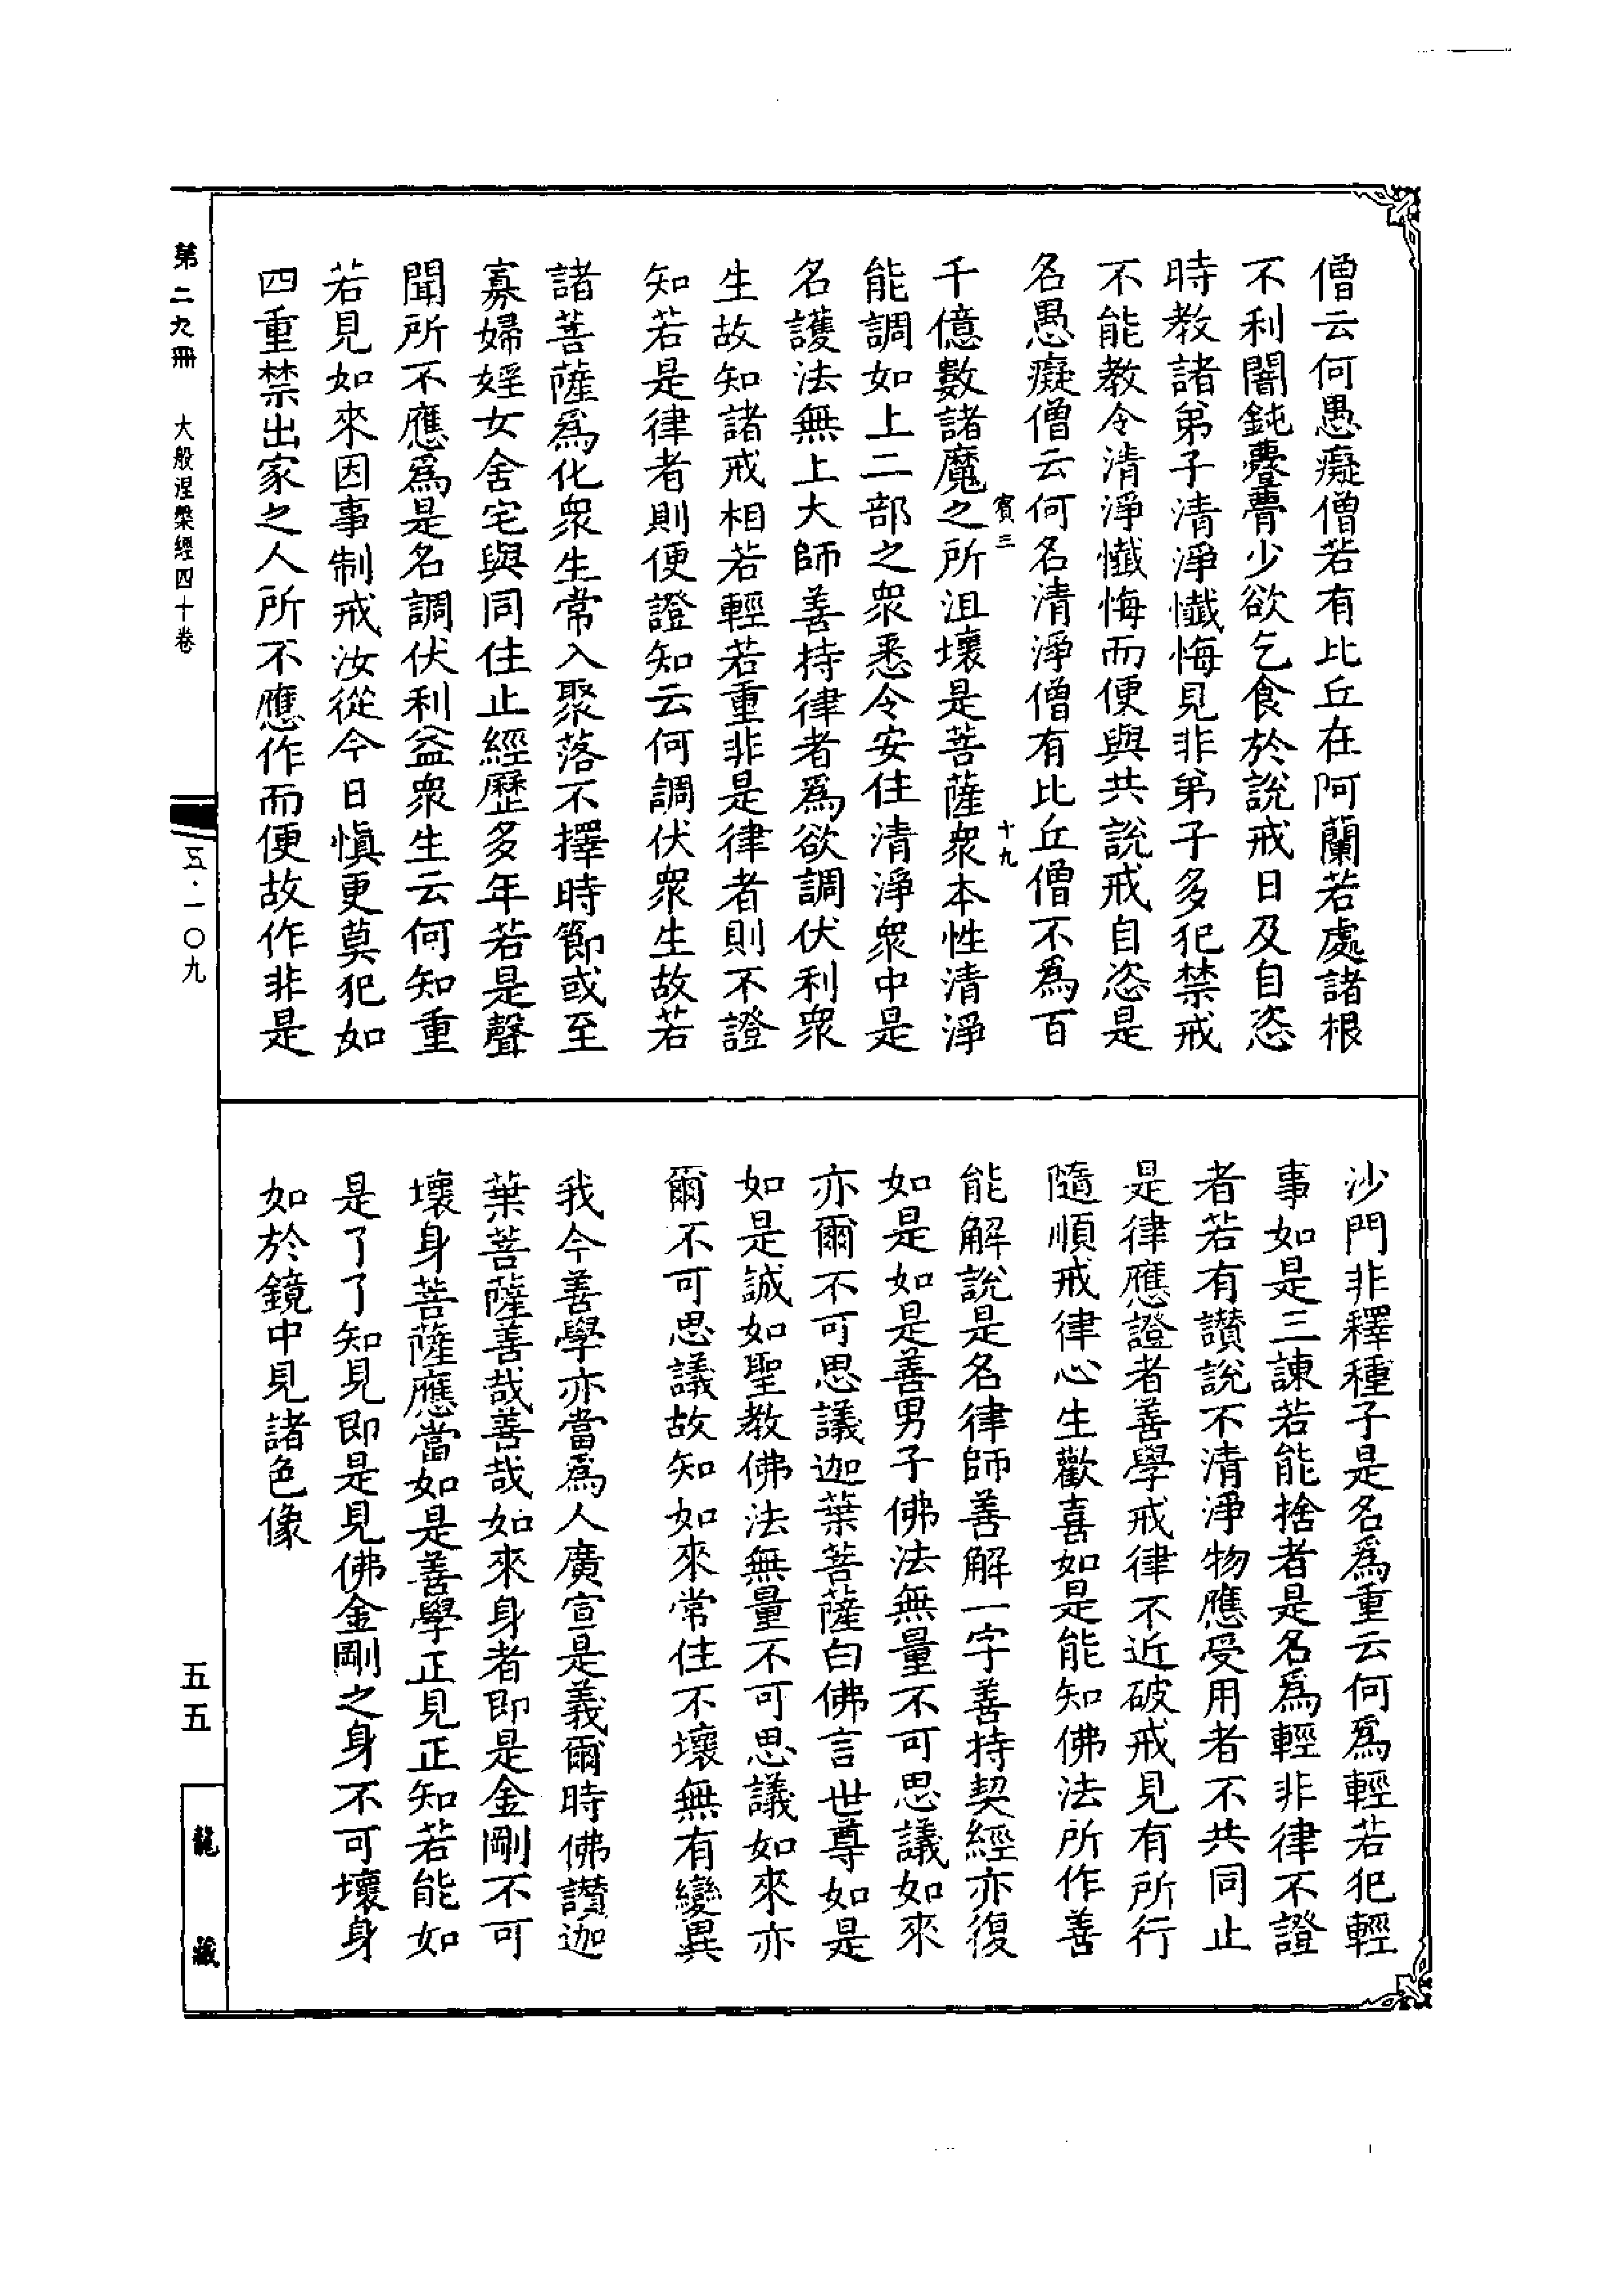 僧云何愚癡僧若有比丘在阿蘭若處諸根
不利闇鈍瞢少欲乞食於說戒日及自恣
時教諸弟子清淨懺悔見非弟子多犯禁戒
不能教令清淨懺悔而便與共說戒自恣是
名愚癡僧云何名清淨僧有比丘僧不爲百
賓三
十九
千億數諸魔之所沮壞是菩薩衆本性清淨
能調如上二部之衆悉令安住清淨衆中是
名護法無上大師善持律者爲欲調伏利衆
生故知諸戒相若輕若重非是律者則不證
知若是律者則便證知云何調伏衆生故若
諸菩薩爲化衆生常入聚落不擇時節或至
寡婦婬女舍宅與同住止經歷多年若是聲
聞所不應爲是名調伏利益衆生云何知重
若見如來因事制戒汝從今日慎更莫犯如
四重禁出家之人所不應作而便故作非是
沙門非釋種子是名爲重云何爲輕若犯輕
事如是三諫若能捨者是名爲輕非律不證
者若有讃說不清淨物應受用者不共同止
是律應證者善學戒律不近破戒見有所行
隨順戒律心生歡喜如是能知佛法所作善
能解說是名律師善解一字善持契經亦復
如是如是善男子佛法無量不可思議如來
亦爾不可思議迦葉菩薩白佛言世尊如是
如是誠如聖教佛法無量不可思議如來亦
爾不可思議故知如來常住不壞無有變異
我今善學亦當爲人廣宣是義爾時佛讃迦
葉菩薩善哉善哉如來身者即是金剛不可
壞身菩薩應當如是善學正見正知若能如
是了了知見即是見佛金剛之身不可壞身
如於鏡中見諸色像
第二九冊 大般涅槃經四十卷
五·一〇九
五五
龍藏